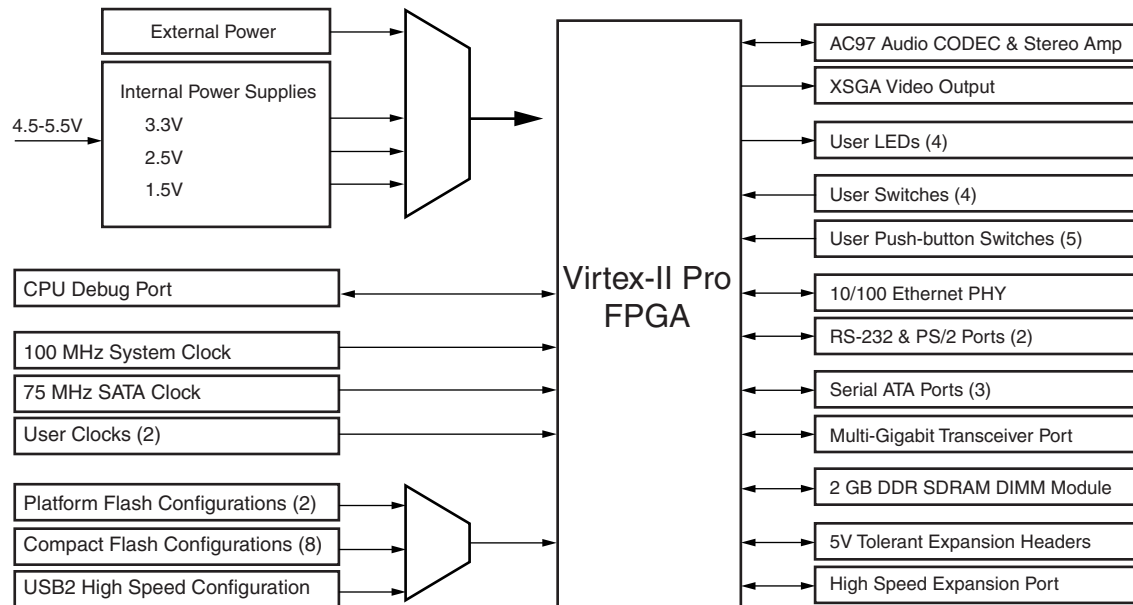 External Power
Internal Power Supplies
4.5-5.5V
3.3V
2.5V
1.5V
CPU Debug Port
100 MHz System Clock
75 MHz SATA Clock
User Clocks (2)
Platform Flash Configurations (2)
Compact Flash Configurations (8)
USB2 High Speed Configuration
Virtex-II Pro
FPGA
AC97 Audio CODEC & Stereo Amp
XSGA Video Output
User LEDs (4)
User Switches (4)
User Push-button Switches (5)
10/100 Ethernet PHY
RS-232 & PS/2 Ports (2)
Serial ATA Ports (3)
Multi-Gigabit Transceiver Port
2 GB DDR SDRAM DIMM Module
5V Tolerant Expansion Headers
High Speed Expansion Port